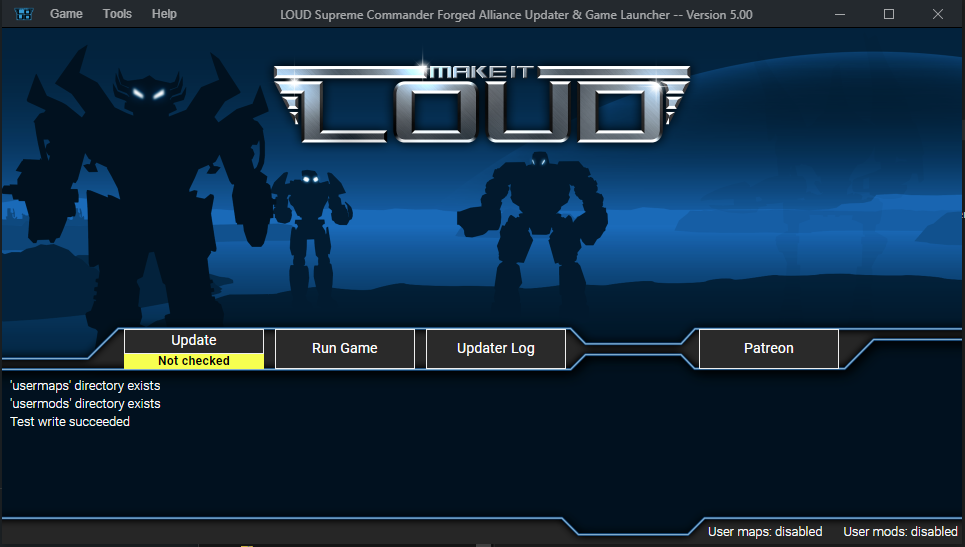 Game Tools Help LOUD Supreme Commander Forged Alliance Updater & Game Launcher -- Version 5.00
MAKE IT
LOUD
Update
Not checked
Run Game
Updater Log
Patreon
'usermaps' directory exists
'usermods' directory exists
Test write succeeded
User maps: disabled User mods: disabled